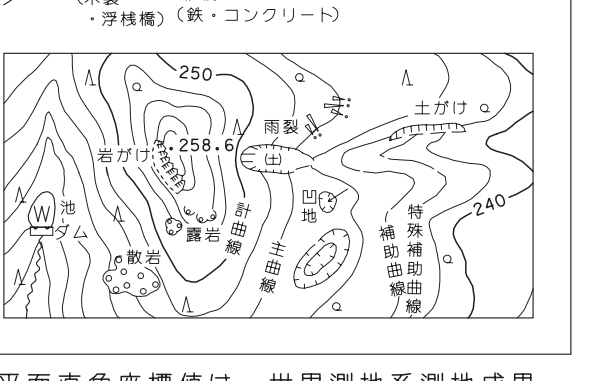 ・浮桟橋）（鉄・コンクリート）
250
土がけ
雨裂
.258.6
岩がけ
（土）
凹地
240
池
W
ダム
露岩
計曲線
主曲線
補助曲線
特殊補助曲線
散岩
平面直角座標値は、世界測地系測地成果